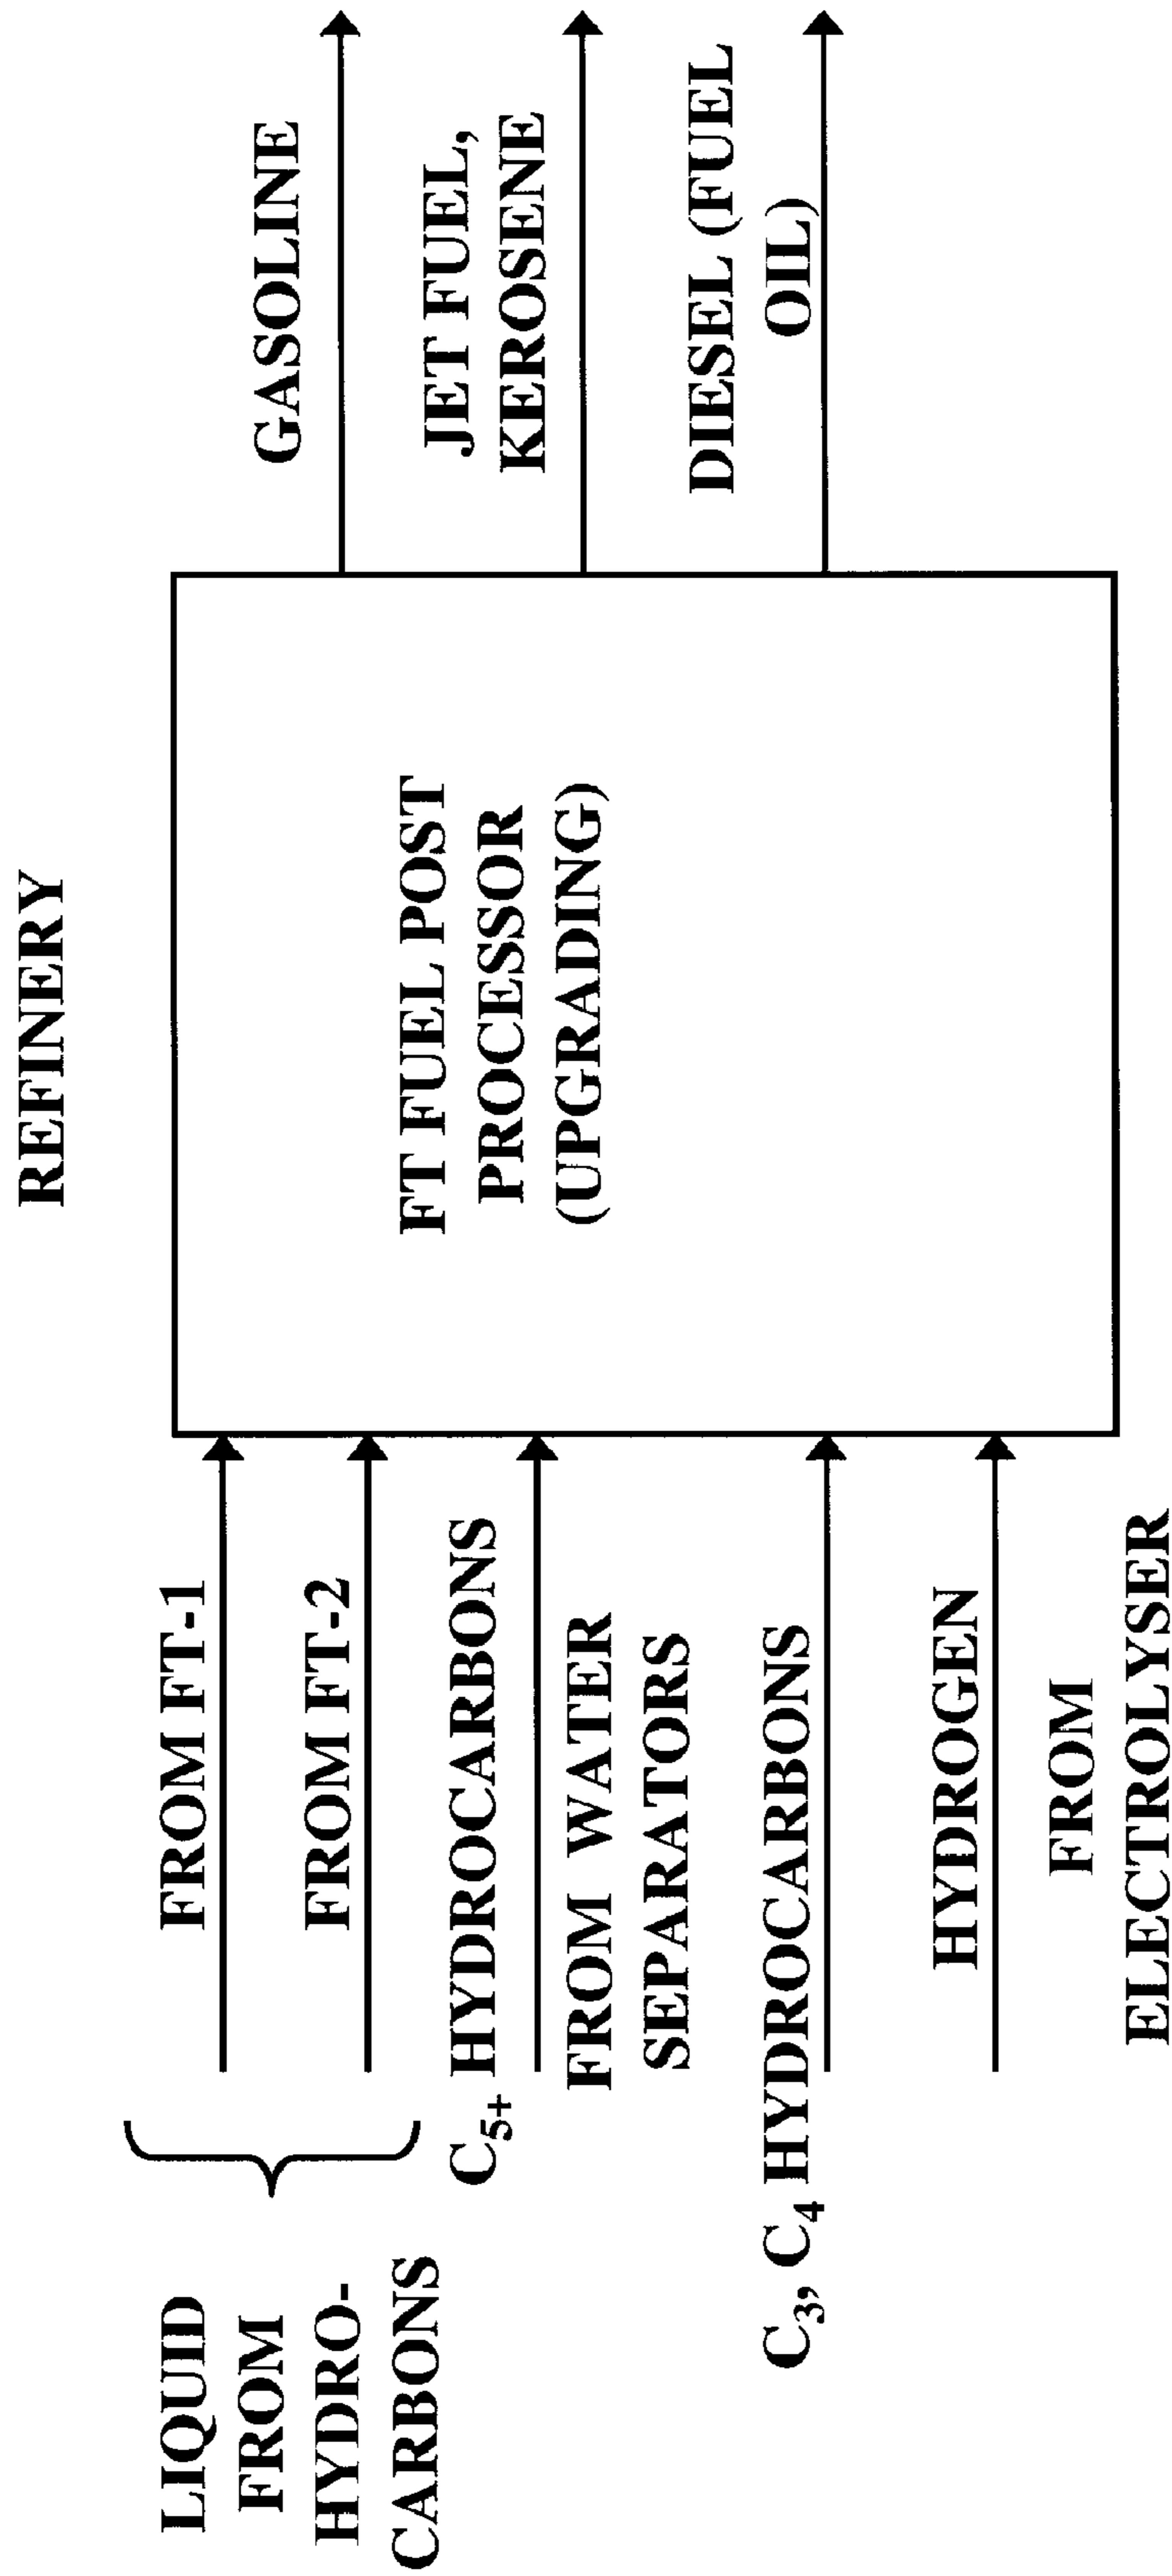 REFINERY
LIQUID
FROM
HYDRO-
CARBONS
FROM FT-1
FROM FT-2
C₅₊ HYDROCARBONS
FROM WATER
SEPARATORS
C₃, C₄ HYDROCARBONS
HYDROGEN
FROM
ELECTROLYSER
FT FUEL POST
PROCESSOR
(UPGRADING)
GASOLINE
JET FUEL,
KEROSENE
DIESEL (FUEL
OIL)